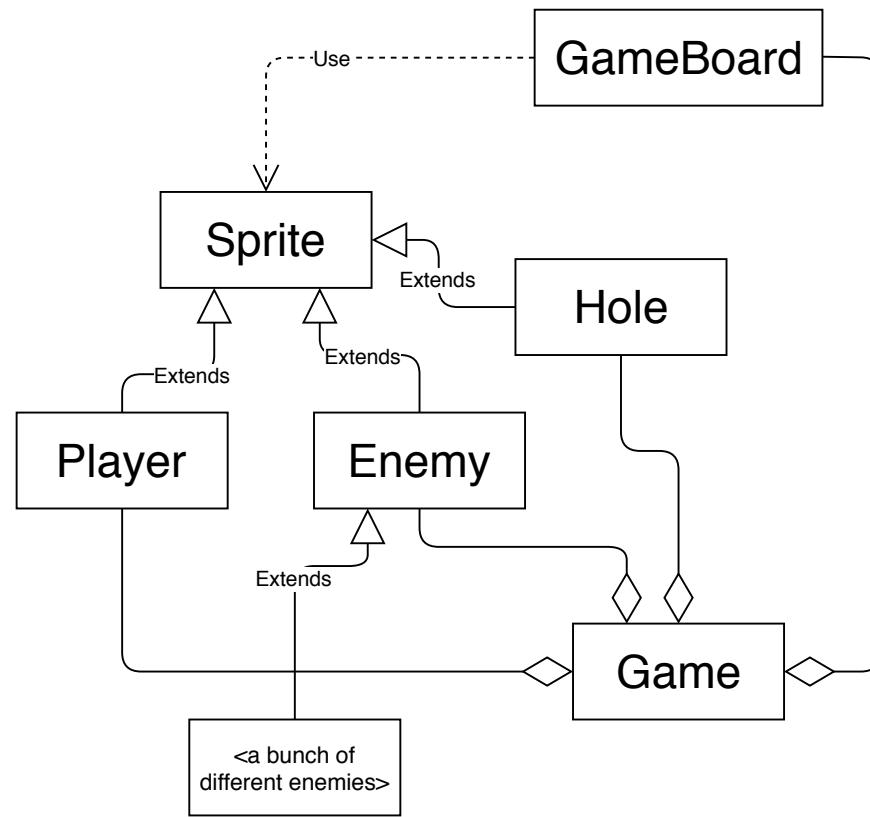 Use
GameBoard
Sprite
Extends
Hole
Extends
Extends
Player
Enemy
Extends
Game
<a bunch of
different enemies>